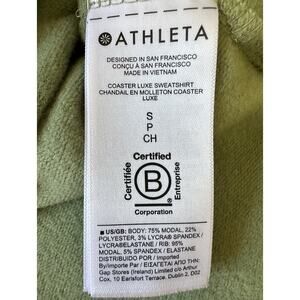 ATHLETA
DESIGNED IN SAN FRANCISCO
CONÇU À SAN FRANCISCO
MADE IN VIETNAM
COASTER LUXE SWEATSHIRT
CHANDAIL EN MOLLETON COASTER
LUXE
S
P
CH
Certified
Certifiée
B
Entreprise
Corporation
US/GB: BODY: 75% MODAL, 22%
POLYESTER, 3% LYCRA® SPANDEX /
LYCRA®ELASTANE / RIB: 95%
MODAL, 5% SPANDEX / ELASTANE
DISTRIBUIDO POR / Imported
By/Importé Par / ΕΙΣΑΓΕΤΑΙ ΑΠΟ ΤΗΝ:
Gap Stores (Ireland) Limited c/o Arthur
Cox, 10 Earlsfort Terrace, Dublin 2, D02